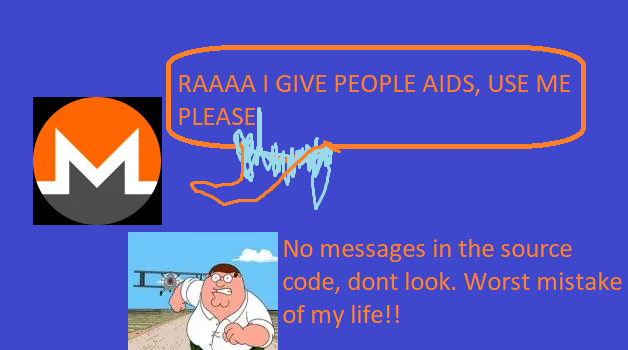 RAAAA I GIVE PEOPLE AIDS, USE ME
PLEASE
No messages in the source
code, dont look. Worst mistake
of my life!!